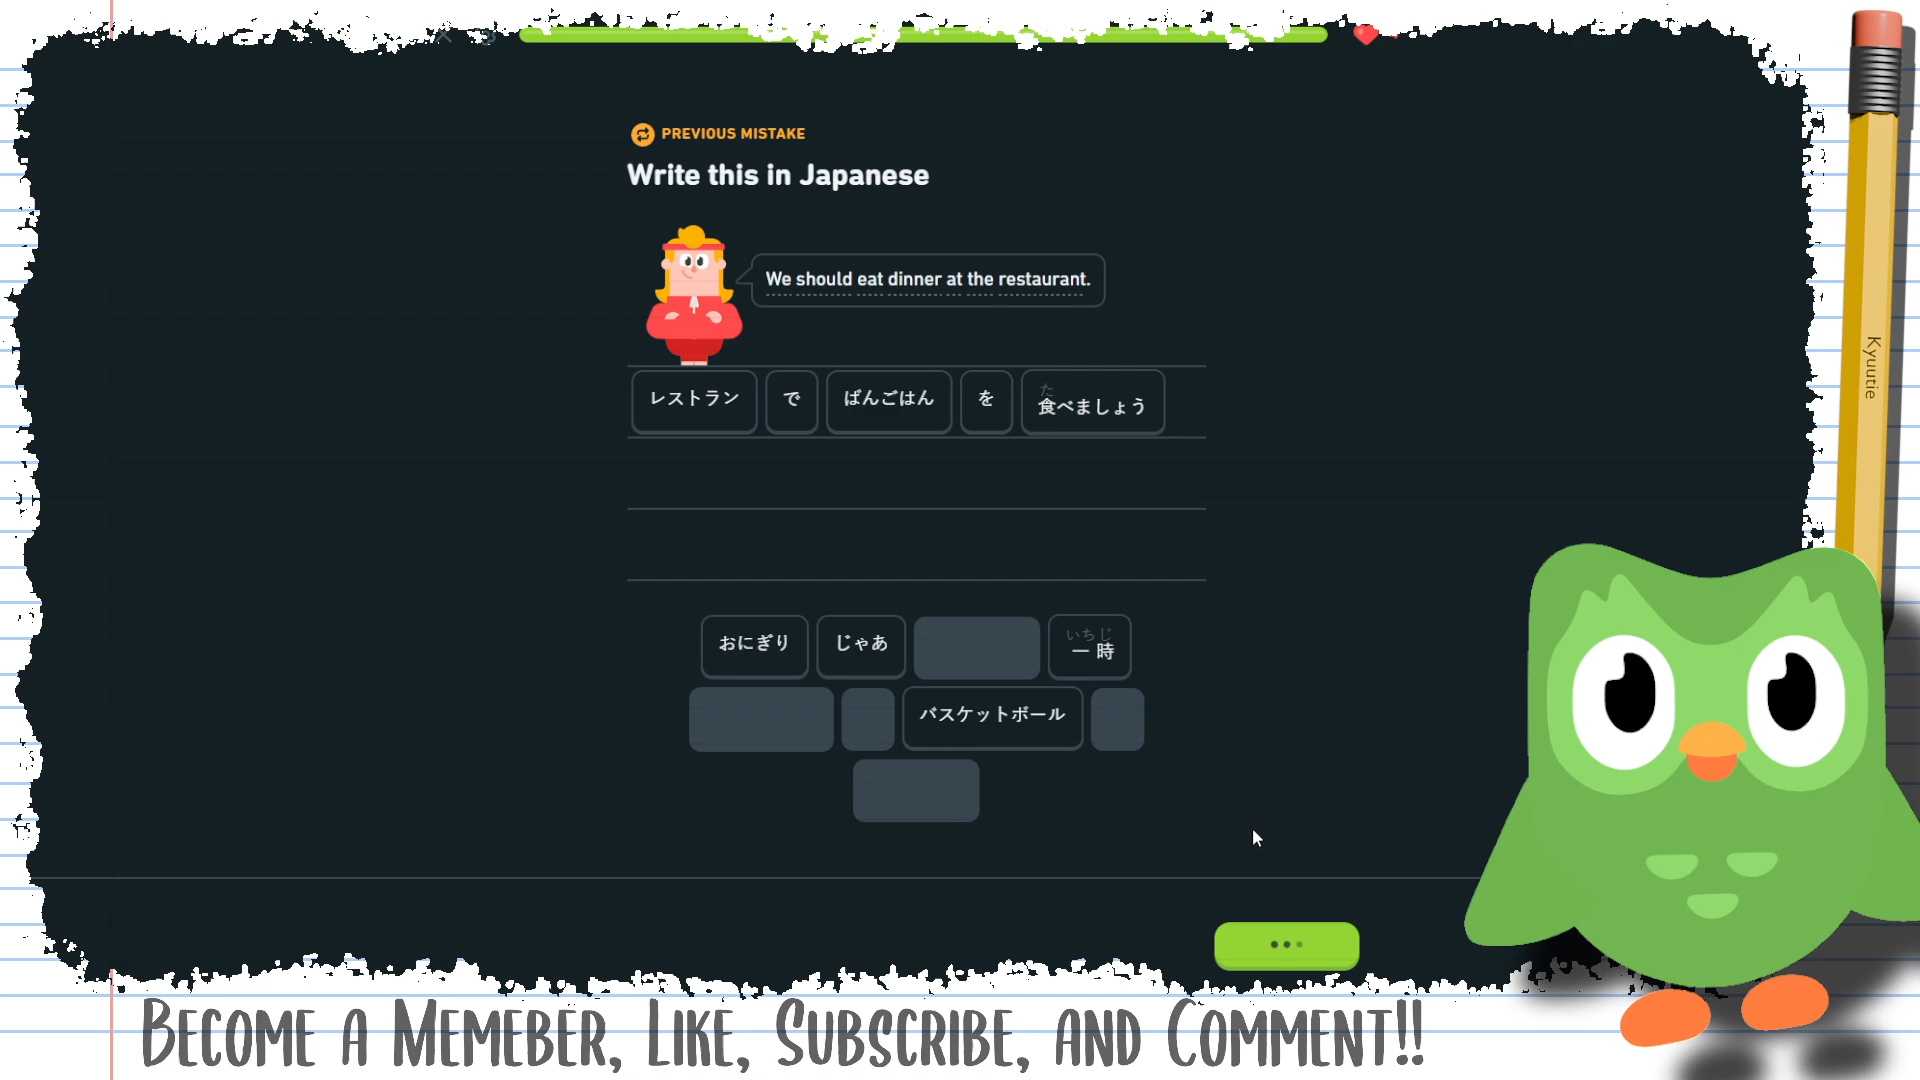 PREVIOUS MISTAKE
Write this in Japanese
We should eat dinner at the restaurant.
レストラン で ばんごはん を 食べましょう
た
おにぎり じゃあ 一時
いちじ
バスケットボール
Kyuutie
BECOME A MEMEBER, LIKE, SUBSCRIBE, AND COMMENT!!